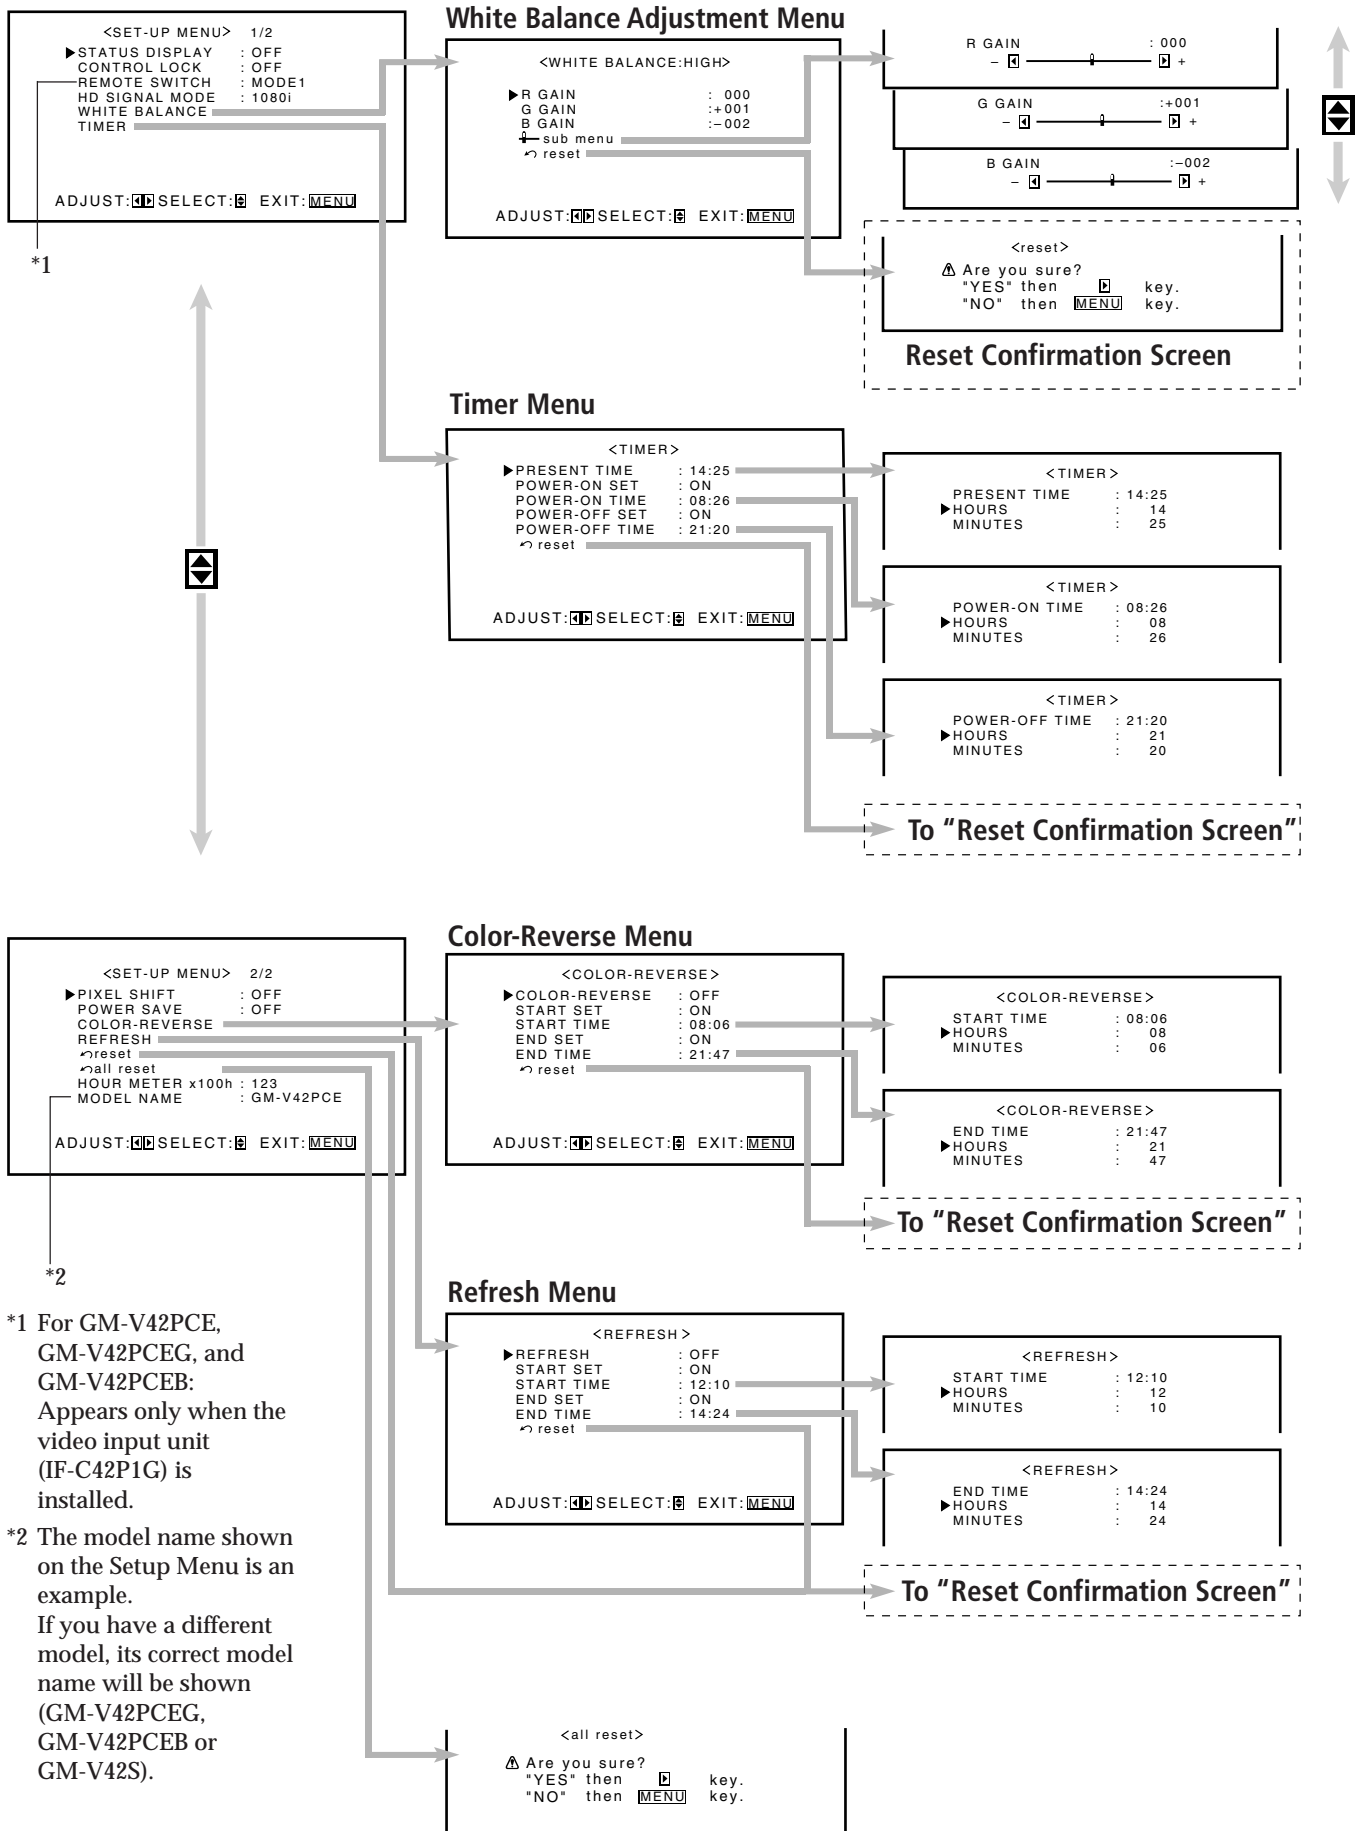 <SET-UP MENU> 1/2
▶STATUS DISPLAY : OFF
CONTROL LOCK : OFF
REMOTE SWITCH : MODE1
HD SIGNAL MODE : 1080i
WHITE BALANCE
TIMER
ADJUST:◀▶SELECT: EXIT:MENU
*1
White Balance Adjustment Menu
<WHITE BALANCE:HIGH>
▶R GAIN : 000
G GAIN :+001
B GAIN :–002
sub menu
reset
ADJUST:◀▶SELECT: EXIT:MENU
R GAIN : 000
– ◀ ▶ +
G GAIN :+001
– ◀ ▶ +
B GAIN :–002
– ◀ ▶ +
<reset>
Are you sure?
"YES" then ▶ key.
"NO" then MENU key.
Reset Confirmation Screen
Timer Menu
<TIMER>
▶PRESENT TIME : 14:25
POWER-ON SET : ON
POWER-ON TIME : 08:26
POWER-OFF SET : ON
POWER-OFF TIME : 21:20
reset
ADJUST:◀▶SELECT: EXIT:MENU
<TIMER>
PRESENT TIME : 14:25
▶HOURS : 14
MINUTES : 25
<TIMER>
POWER-ON TIME : 08:26
▶HOURS : 08
MINUTES : 26
<TIMER>
POWER-OFF TIME : 21:20
▶HOURS : 21
MINUTES : 20
To “Reset Confirmation Screen”
<SET-UP MENU> 2/2
▶PIXEL SHIFT : OFF
POWER SAVE : OFF
COLOR-REVERSE
REFRESH
reset
all reset
HOUR METER x100h : 123
MODEL NAME : GM-V42PCE
ADJUST:◀▶SELECT: EXIT:MENU
*2
Color-Reverse Menu
<COLOR-REVERSE>
▶COLOR-REVERSE : OFF
START SET : ON
START TIME : 08:06
END SET : ON
END TIME : 21:47
reset
ADJUST:◀▶SELECT: EXIT:MENU
<COLOR-REVERSE>
START TIME : 08:06
▶HOURS : 08
MINUTES : 06
<COLOR-REVERSE>
END TIME : 21:47
▶HOURS : 21
MINUTES : 47
To “Reset Confirmation Screen”
Refresh Menu
<REFRESH>
▶REFRESH : OFF
START SET : ON
START TIME : 12:10
END SET : ON
END TIME : 14:24
reset
ADJUST:◀▶SELECT: EXIT:MENU
<REFRESH>
START TIME : 12:10
▶HOURS : 12
MINUTES : 10
<REFRESH>
END TIME : 14:24
▶HOURS : 14
MINUTES : 24
To “Reset Confirmation Screen”
*1 For GM-V42PCE,
GM-V42PCEG, and
GM-V42PCEB:
Appears only when the
video input unit
(IF-C42P1G) is
installed.
*2 The model name shown
on the Setup Menu is an
example.
If you have a different
model, its correct model
name will be shown
(GM-V42PCEG,
GM-V42PCEB or
GM-V42S).
<all reset>
Are you sure?
"YES" then ▶ key.
"NO" then MENU key.